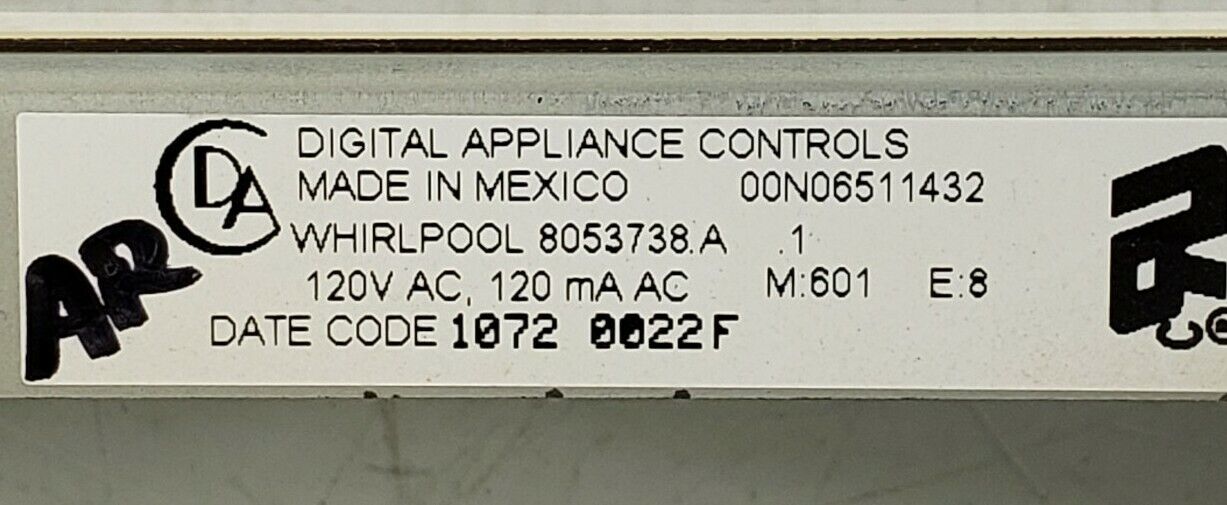 DIGITAL APPLIANCE CONTROLS
MADE IN MEXICO 00N06511432
WHIRLPOOL 8053738.A .1
120V AC, 120 mA AC M:601 E:8
DATE CODE 1072 0022F
DA
AR